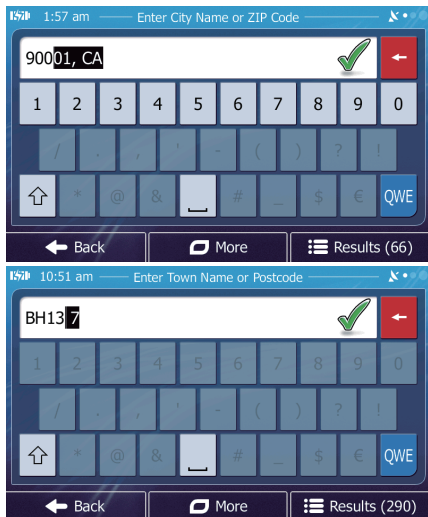 1:57 am Enter City Name or ZIP Code
90001, CA
1 2 3 4 5 6 7 8 9 0
/ . , ' - ( ) ? !
* @ & # _ $ € QWE
Back More Results (66)
10:51 am Enter Town Name or Postcode
BH13 7
1 2 3 4 5 6 7 8 9 0
/ . , ' - ( ) ? !
* @ & # _ $ € QWE
Back More Results (290)